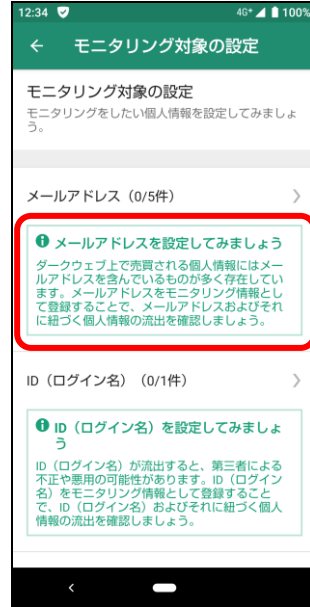 12:34 4G+ 100%
← モニタリング対象の設定
モニタリング対象の設定
モニタリングをしたい個人情報を設定してみましょ
う。
メールアドレス（0/5件）
メールアドレスを設定してみましょう
ダークウェブ上で売買される個人情報にはメー
ルアドレスを含んでいるものが多く存在してい
ます。メールアドレスをモニタリング情報とし
て登録することで、メールアドレスおよびそれ
に紐づく個人情報の流出を確認しましょう。
ID（ログイン名）（0/1件）
ID（ログイン名）を設定してみましょ
う
ID（ログイン名）が流出すると、第三者による
不正や悪用の可能性があります。ID（ログイン
名）をモニタリング情報として登録すること
で、ID（ログイン名）およびそれに紐づく個人
情報の流出を確認しましょう。